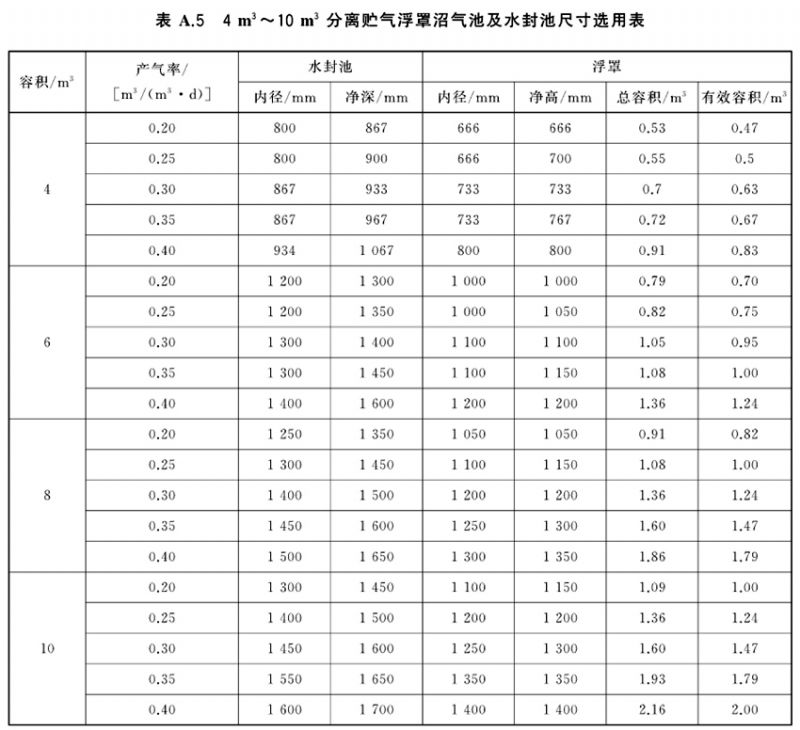 表 A.5 4 m³～10 m³ 分离贮气浮罩沼气池及水封池尺寸选用表
容积/m³ 产气率/[m³/(m³·d)] 水封池 浮罩
内径/mm 净深/mm 内径/mm 净高/mm 总容积/m³ 有效容积/m³
4 0.20 800 867 666 666 0.53 0.47
0.25 800 900 666 700 0.55 0.5
0.30 867 933 733 733 0.7 0.63
0.35 867 967 733 767 0.72 0.67
0.40 934 1 067 800 800 0.91 0.83
6 0.20 1 200 1 300 1 000 1 000 0.79 0.70
0.25 1 200 1 350 1 000 1 050 0.82 0.75
0.30 1 300 1 400 1 100 1 100 1.05 0.95
0.35 1 300 1 450 1 100 1 150 1.08 1.00
0.40 1 400 1 600 1 200 1 200 1.36 1.24
8 0.20 1 250 1 350 1 050 1 050 0.91 0.82
0.25 1 300 1 450 1 100 1 150 1.08 1.00
0.30 1 400 1 500 1 200 1 200 1.36 1.24
0.35 1 450 1 600 1 250 1 300 1.60 1.47
0.40 1 500 1 650 1 300 1 350 1.86 1.79
10 0.20 1 300 1 450 1 100 1 150 1.09 1.00
0.25 1 400 1 500 1 200 1 200 1.36 1.24
0.30 1 450 1 600 1 250 1 300 1.60 1.47
0.35 1 550 1 650 1 350 1 350 1.93 1.79
0.40 1 600 1 700 1 400 1 400 2.16 2.00